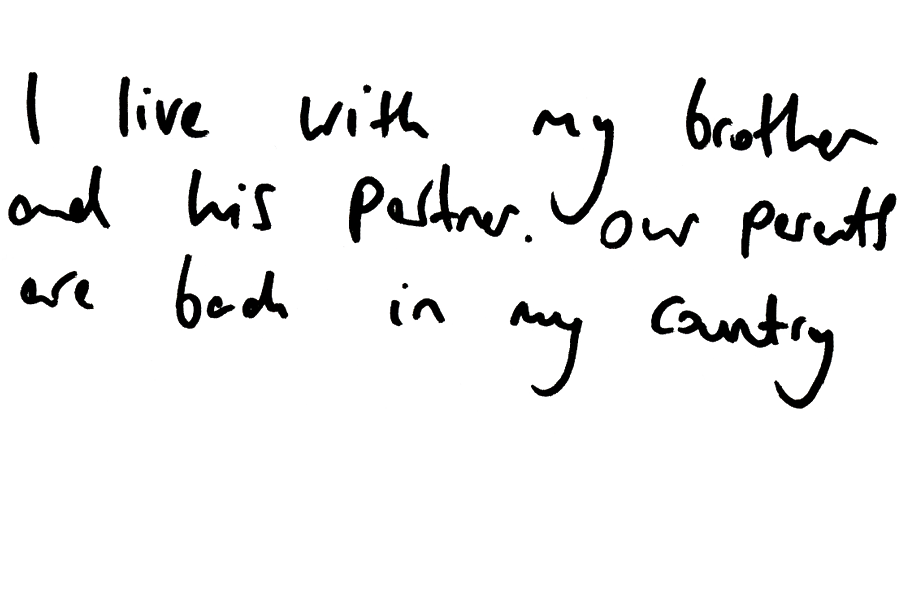 I live with my brother
and his partner. Our parents
are back in my country